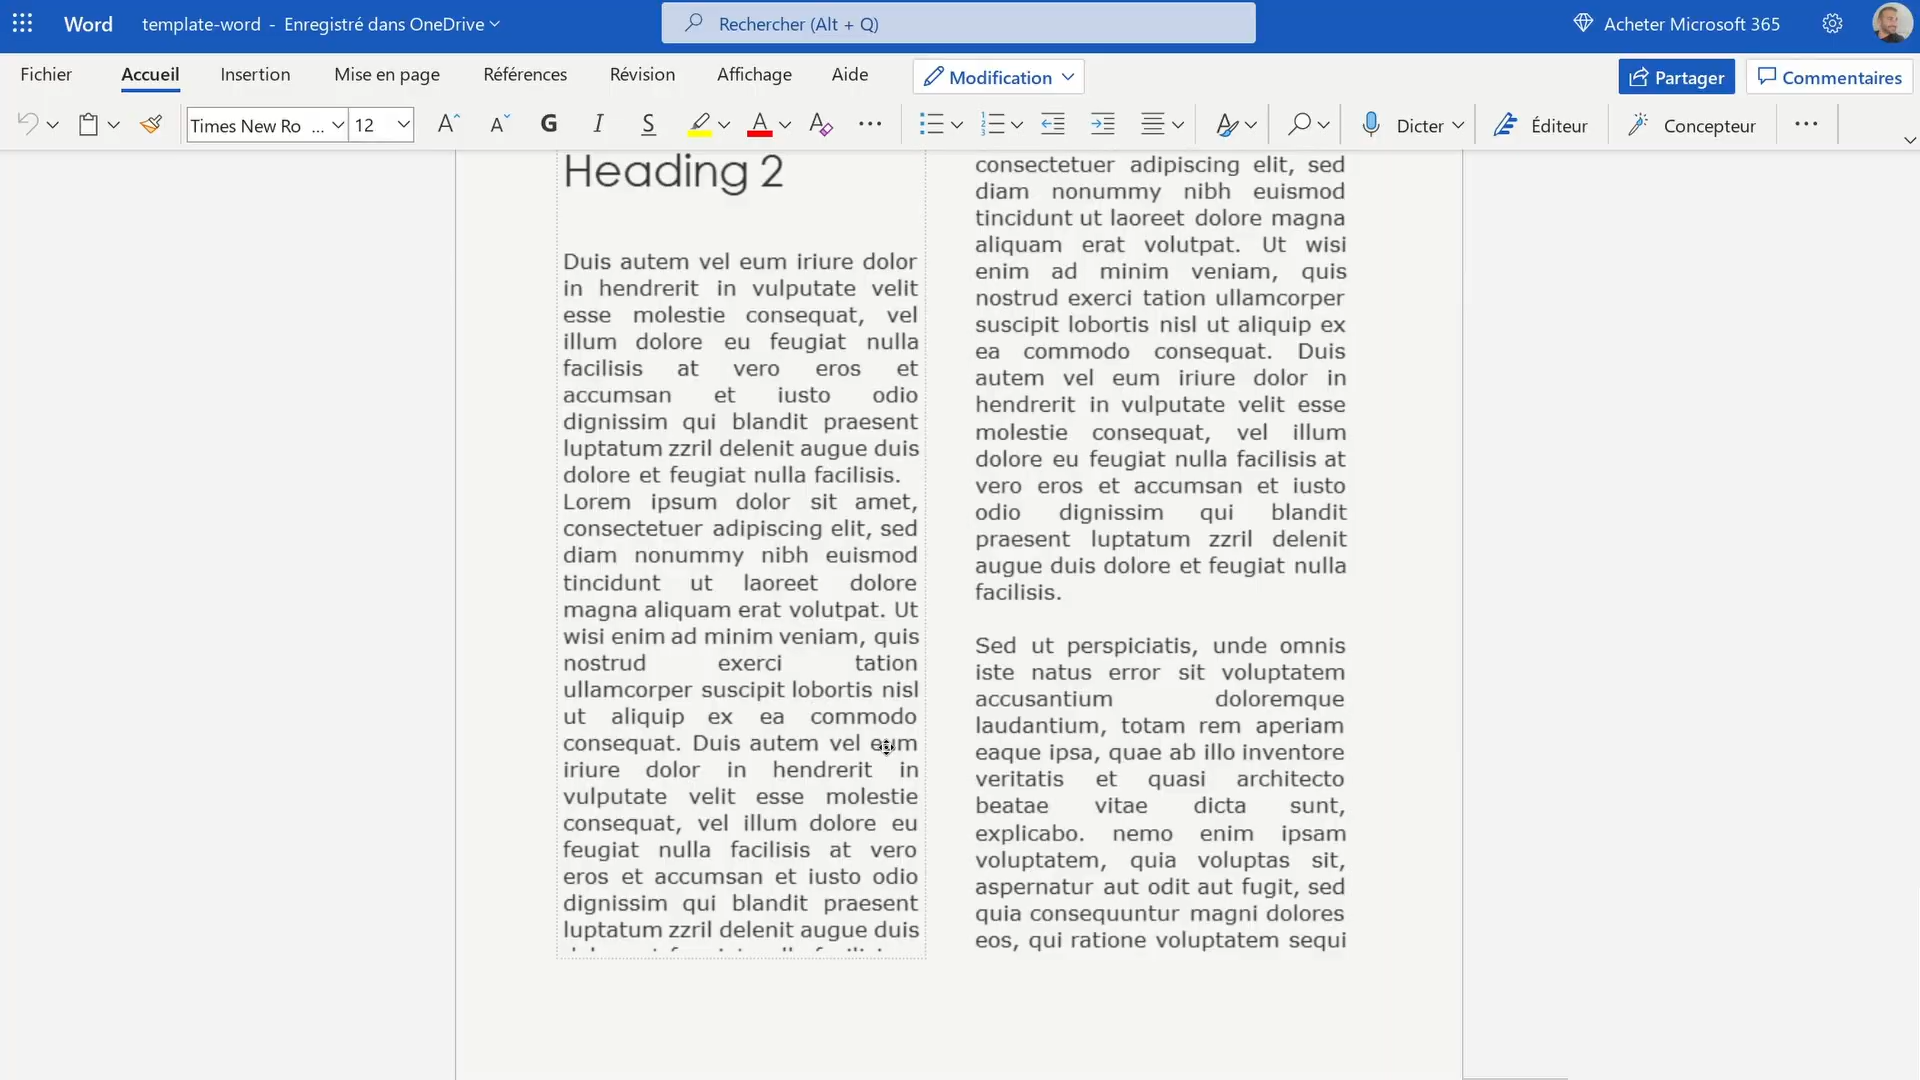 Word
template-word - Enregistré dans OneDrive
Rechercher (Alt + Q)
Acheter Microsoft 365
Fichier
Accueil
Insertion
Mise en page
Références
Révision
Affichage
Aide
Modification
Partager
Commentaires
Times New Ro ...
12
G
I
S
A
A
Dicter
Éditeur
Concepteur
Heading 2
Duis autem vel eum iriure dolor
in hendrerit in vulputate velit
esse molestie consequat, vel
illum dolore eu feugiat nulla
facilisis at vero eros et
accumsan et iusto odio
dignissim qui blandit praesent
luptatum zzril delenit augue duis
dolore et feugiat nulla facilisis.
Lorem ipsum dolor sit amet,
consectetuer adipiscing elit, sed
diam nonummy nibh euismod
tincidunt ut laoreet dolore
magna aliquam erat volutpat. Ut
wisi enim ad minim veniam, quis
nostrud exerci tation
ullamcorper suscipit lobortis nisl
ut aliquip ex ea commodo
consequat. Duis autem vel eum
iriure dolor in hendrerit in
vulputate velit esse molestie
consequat, vel illum dolore eu
feugiat nulla facilisis at vero
eros et accumsan et iusto odio
dignissim qui blandit praesent
luptatum zzril delenit augue duis
consectetuer adipiscing elit, sed
diam nonummy nibh euismod
tincidunt ut laoreet dolore magna
aliquam erat volutpat. Ut wisi
enim ad minim veniam, quis
nostrud exerci tation ullamcorper
suscipit lobortis nisl ut aliquip ex
ea commodo consequat. Duis
autem vel eum iriure dolor in
hendrerit in vulputate velit esse
molestie consequat, vel illum
dolore eu feugiat nulla facilisis at
vero eros et accumsan et iusto
odio dignissim qui blandit
praesent luptatum zzril delenit
augue duis dolore et feugiat nulla
facilisis.
Sed ut perspiciatis, unde omnis
iste natus error sit voluptatem
accusantium doloremque
laudantium, totam rem aperiam
eaque ipsa, quae ab illo inventore
veritatis et quasi architecto
beatae vitae dicta sunt,
explicabo. nemo enim ipsam
voluptatem, quia voluptas sit,
aspernatur aut odit aut fugit, sed
quia consequuntur magni dolores
eos, qui ratione voluptatem sequi